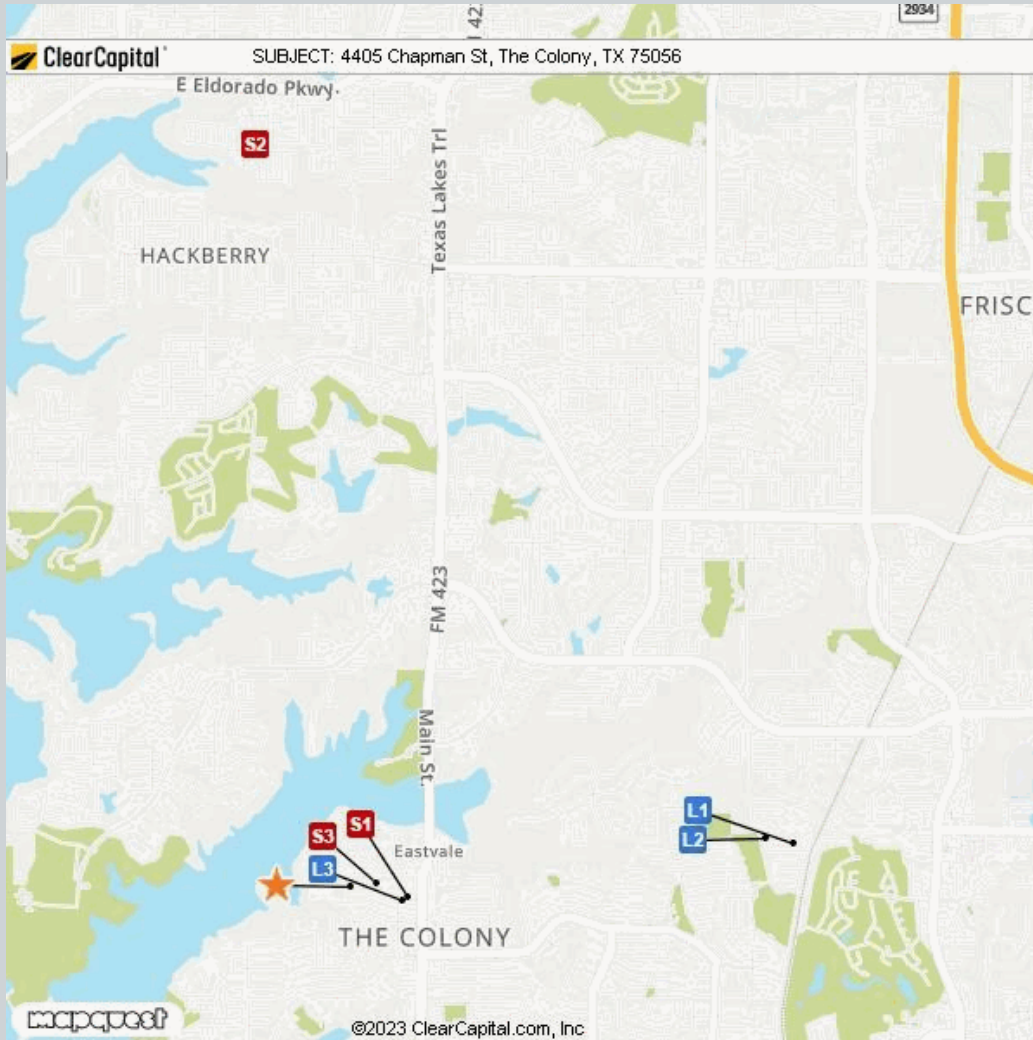 2934
ClearCapital
SUBJECT: 4405 Chapman St, The Colony, TX 75056
E Eldorado Pkwy.
S2
Texas Lakes Trl
HACKBERRY
FRISC
FM 423
Main St.
L1
S1
S3
L2
Eastvale
L3
THE COLONY
mapquest
©2023 ClearCapital.com, Inc